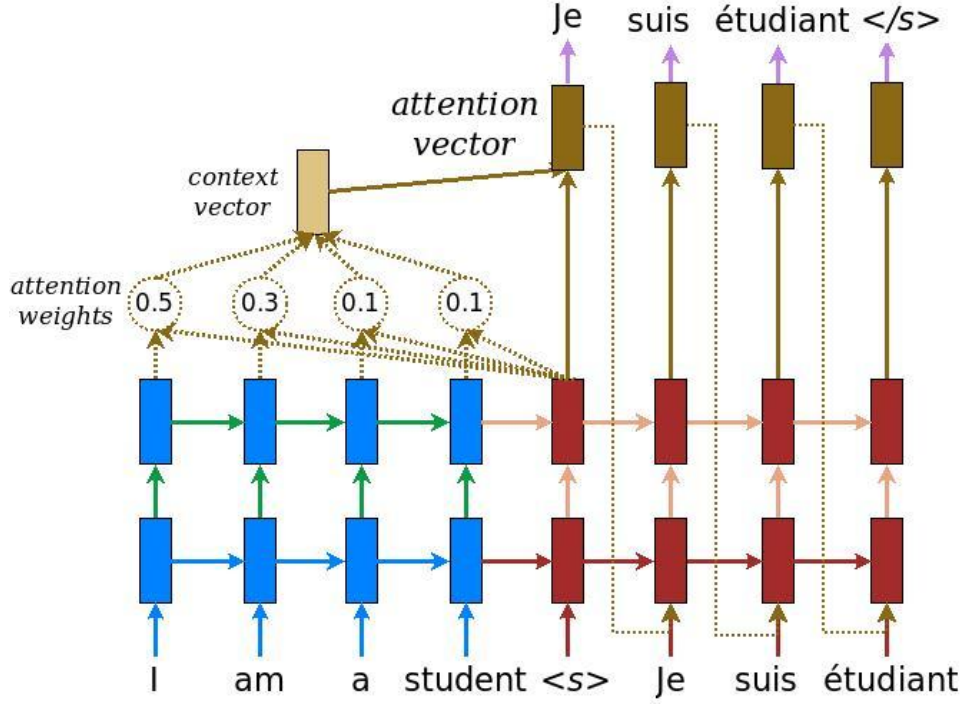 Je suis étudiant </s>
attention
vector
context
vector
attention
weights
0.5 0.3 0.1 0.1
I am a student <s> Je suis étudiant